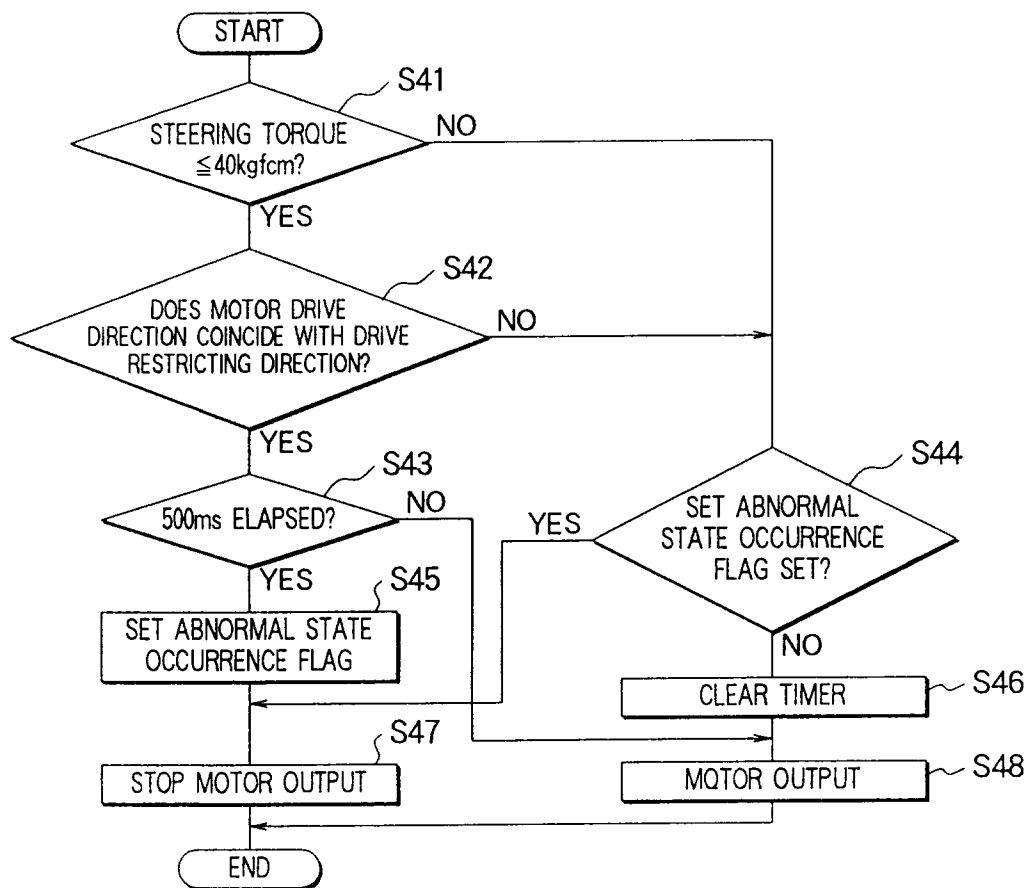 START
S41
STEERING TORQUE
≦40kgfcm?
NO
YES
S42
DOES MOTOR DRIVE
DIRECTION COINCIDE WITH DRIVE
RESTRICTING DIRECTION?
NO
YES
S43
500ms ELAPSED?
NO
YES
S44
SET ABNORMAL
STATE OCCURRENCE
FLAG SET?
YES
NO
S45
SET ABNORMAL STATE
OCCURRENCE FLAG
S46
CLEAR TIMER
S47
STOP MOTOR OUTPUT
S48
MQTOR OUTPUT
END